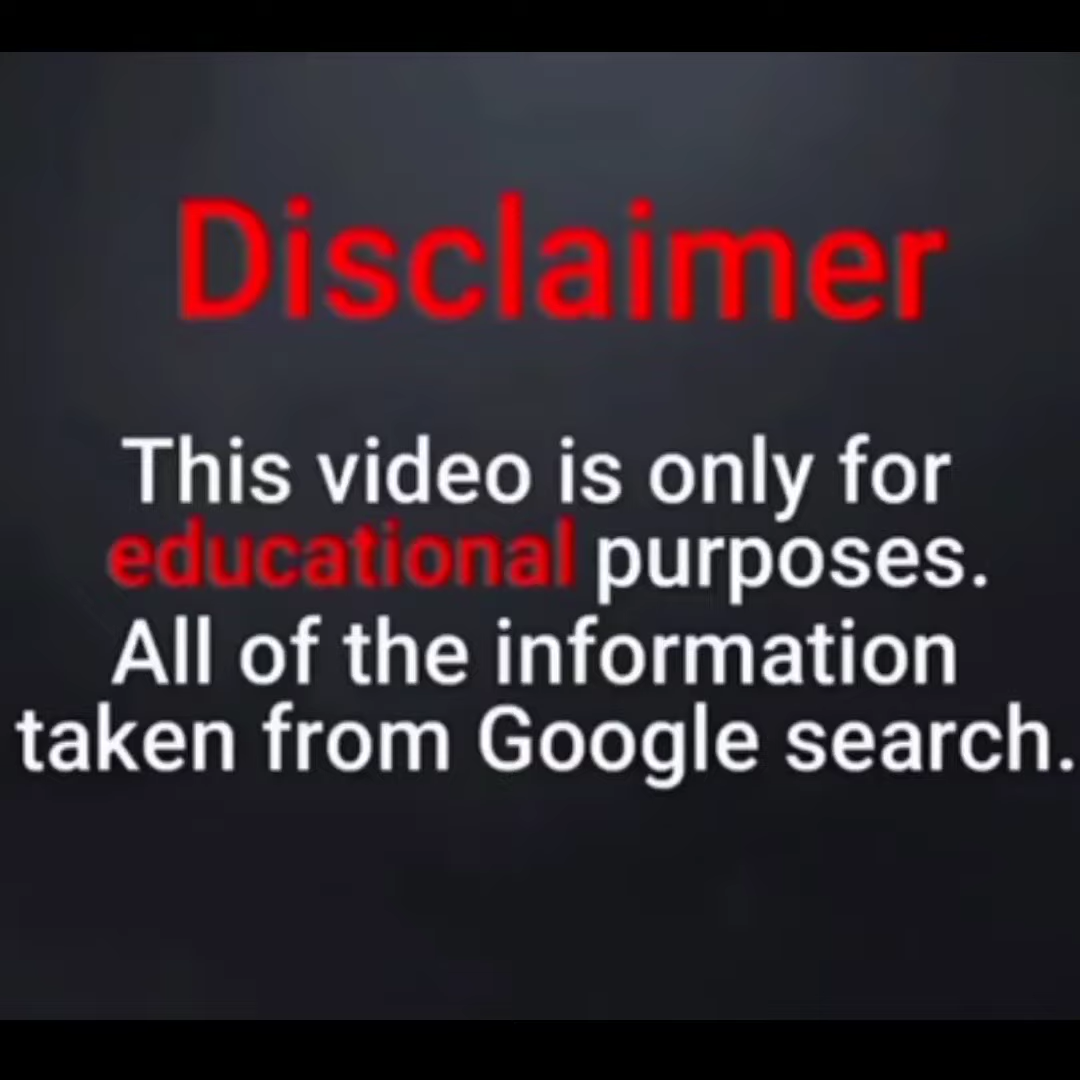 Disclaimer
This video is only for
educational purposes.
All of the information
taken from Google search.